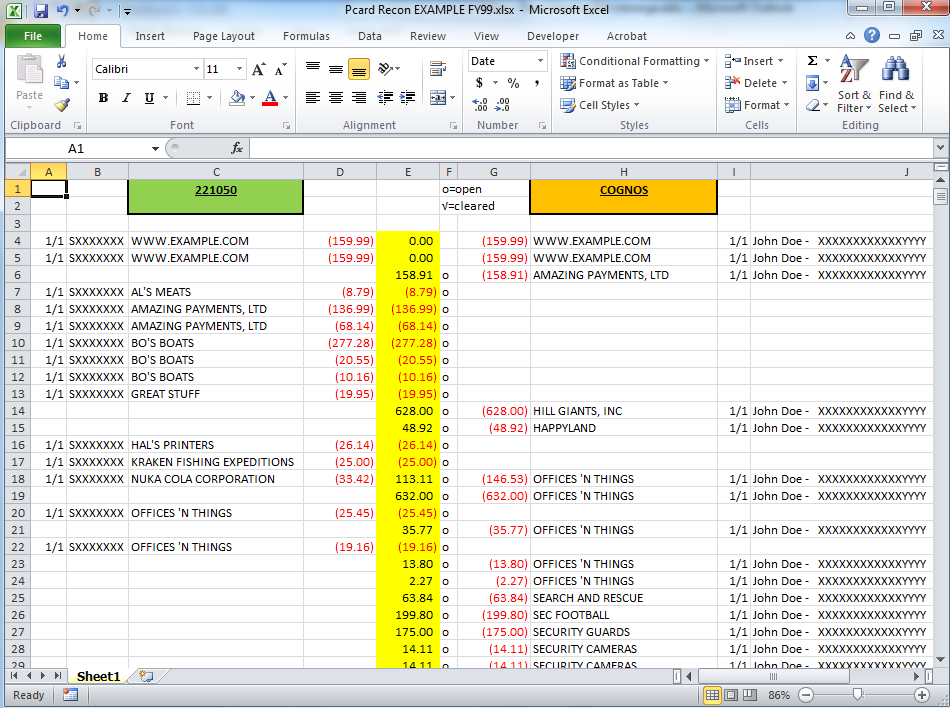 Pcard Recon EXAMPLE FY99.xlsx - Microsoft Excel
File Home Insert Page Layout Formulas Data Review View Developer Acrobat
Calibri 11 Date Conditional Formatting Insert Σ
Paste Format as Table Delete Sort & Find &
B I U A $ % , Cell Styles Format Filter Select
Clipboard Font Alignment Number Styles Cells Editing
A1 fx
A B C D E F G H I J
1 221050 o=open COGNOS
2 √=cleared
3
4 1/1 SXXXXXXX WWW.EXAMPLE.COM (159.99) 0.00 (159.99) WWW.EXAMPLE.COM 1/1 John Doe - XXXXXXXXXXXXYYYY
5 1/1 SXXXXXXX WWW.EXAMPLE.COM (159.99) 0.00 (159.99) WWW.EXAMPLE.COM 1/1 John Doe - XXXXXXXXXXXXYYYY
6 158.91 o (158.91) AMAZING PAYMENTS, LTD 1/1 John Doe - XXXXXXXXXXXXYYYY
7 1/1 SXXXXXXX AL'S MEATS (8.79) (8.79) o
8 1/1 SXXXXXXX AMAZING PAYMENTS, LTD (136.99) (136.99) o
9 1/1 SXXXXXXX AMAZING PAYMENTS, LTD (68.14) (68.14) o
10 1/1 SXXXXXXX BO'S BOATS (277.28) (277.28) o
11 1/1 SXXXXXXX BO'S BOATS (20.55) (20.55) o
12 1/1 SXXXXXXX BO'S BOATS (10.16) (10.16) o
13 1/1 SXXXXXXX GREAT STUFF (19.95) (19.95) o
14 628.00 o (628.00) HILL GIANTS, INC 1/1 John Doe - XXXXXXXXXXXXYYYY
15 48.92 o (48.92) HAPPYLAND 1/1 John Doe - XXXXXXXXXXXXYYYY
16 1/1 SXXXXXXX HAL'S PRINTERS (26.14) (26.14) o
17 1/1 SXXXXXXX KRAKEN FISHING EXPEDITIONS (25.00) (25.00) o
18 1/1 SXXXXXXX NUKA COLA CORPORATION (33.42) 113.11 o (146.53) OFFICES 'N THINGS 1/1 John Doe - XXXXXXXXXXXXYYYY
19 632.00 o (632.00) OFFICES 'N THINGS 1/1 John Doe - XXXXXXXXXXXXYYYY
20 1/1 SXXXXXXX OFFICES 'N THINGS (25.45) (25.45) o
21 35.77 o (35.77) OFFICES 'N THINGS 1/1 John Doe - XXXXXXXXXXXXYYYY
22 1/1 SXXXXXXX OFFICES 'N THINGS (19.16) (19.16) o
23 13.80 o (13.80) OFFICES 'N THINGS 1/1 John Doe - XXXXXXXXXXXXYYYY
24 2.27 o (2.27) OFFICES 'N THINGS 1/1 John Doe - XXXXXXXXXXXXYYYY
25 63.84 o (63.84) SEARCH AND RESCUE 1/1 John Doe - XXXXXXXXXXXXYYYY
26 199.80 o (199.80) SEC FOOTBALL 1/1 John Doe - XXXXXXXXXXXXYYYY
27 175.00 o (175.00) SECURITY GUARDS 1/1 John Doe - XXXXXXXXXXXXYYYY
28 14.11 o (14.11) SECURITY CAMERAS 1/1 John Doe - XXXXXXXXXXXXYYYY
29 14.11 o (14.11) SECURITY CAMERAS 1/1 John Doe - XXXXXXXXXXXXYYYY
Sheet1
Ready 86%